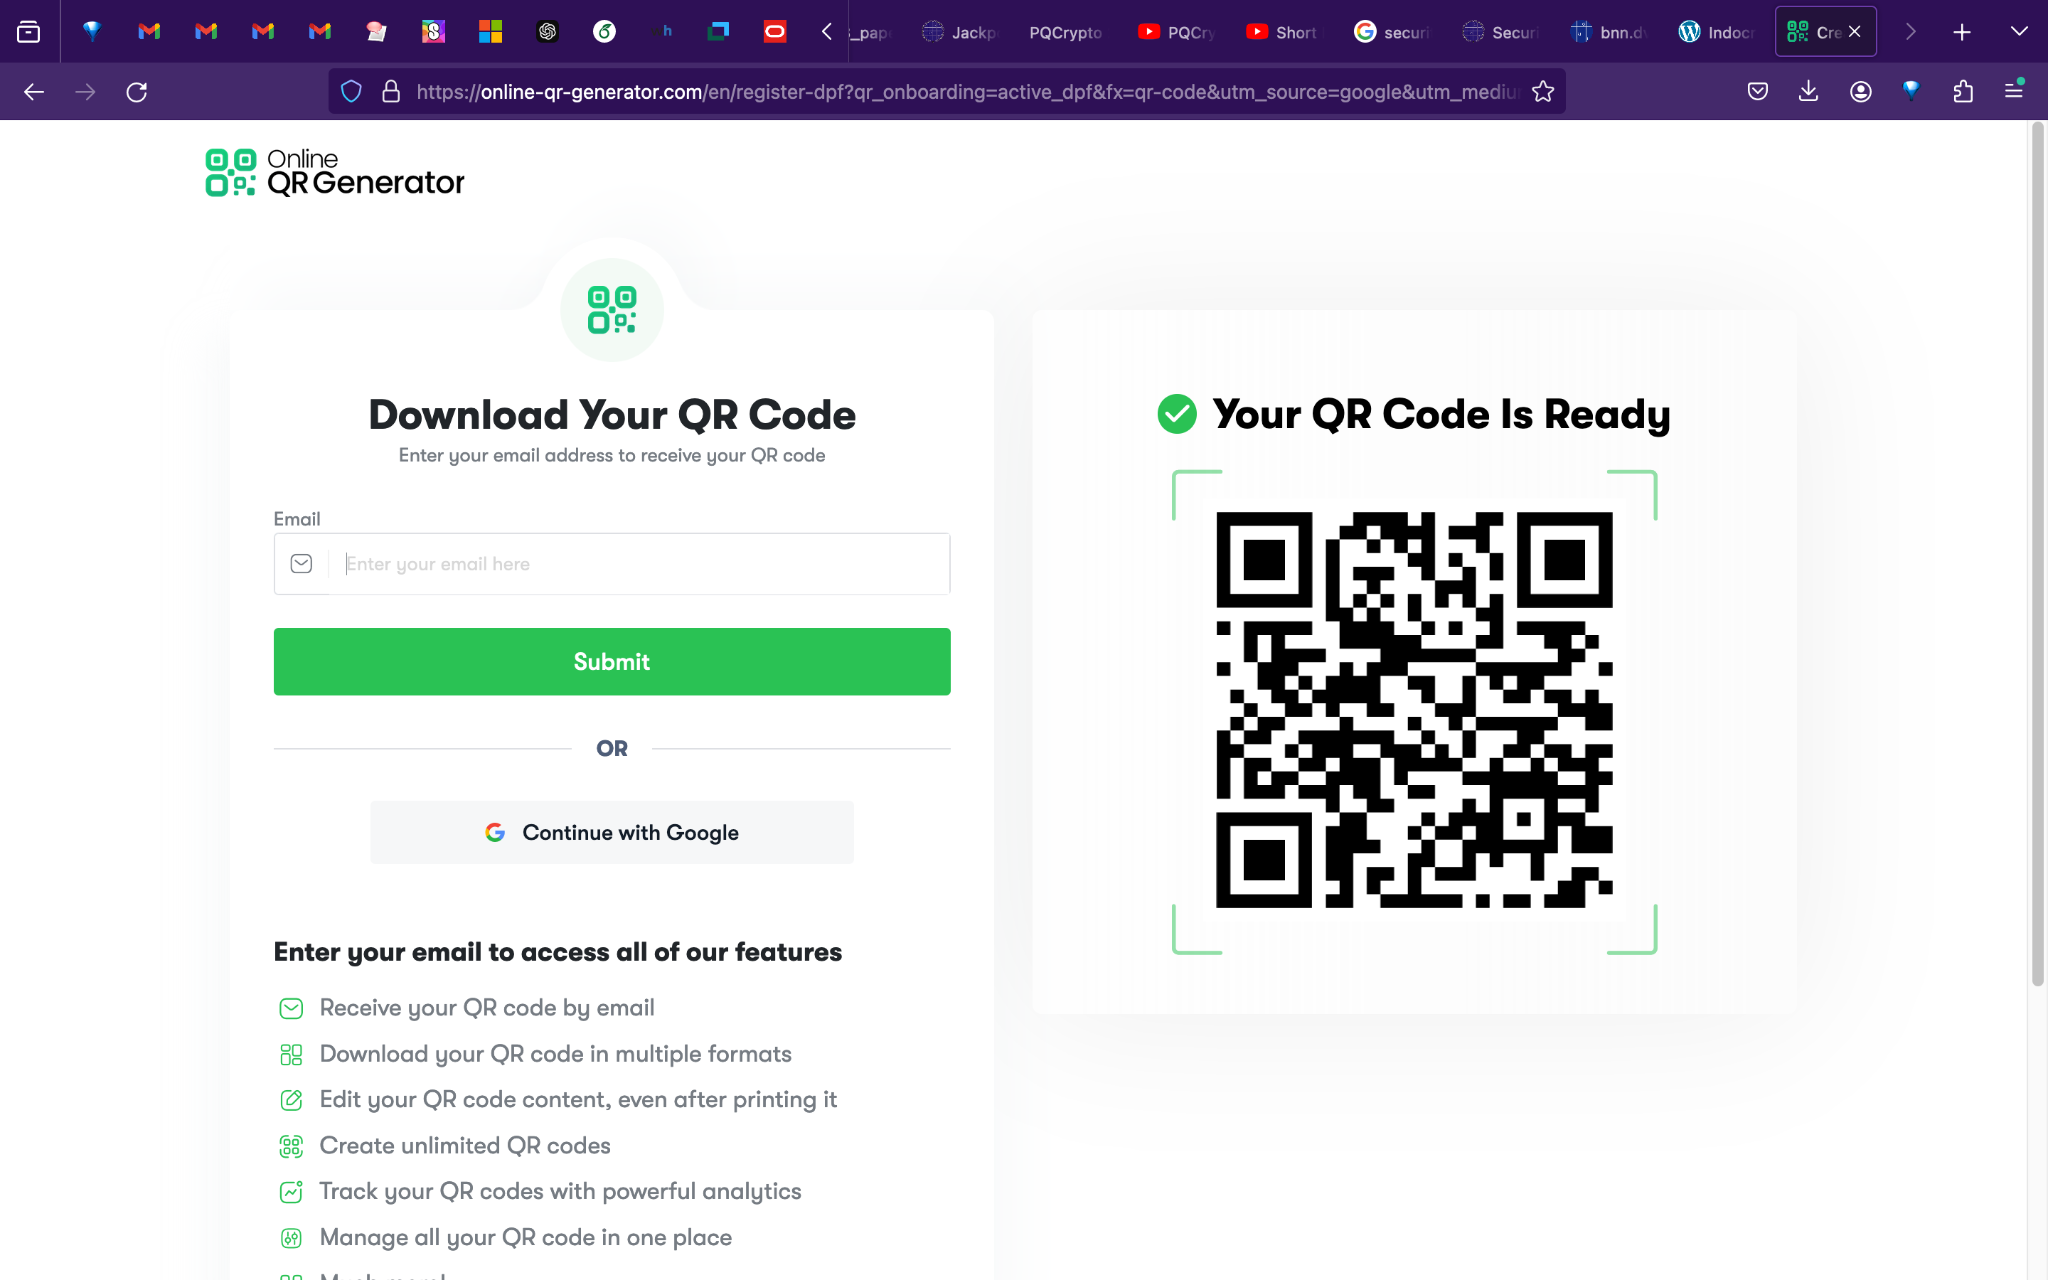 _pap
Jackp
PQCrypto
PQCry
Short
securi
Securi
bnn.d
Indocr
Cre
https://online-qr-generator.com/en/register-dpf?qr_onboarding=active_dpf&fx=qr-code&utm_source=google&utm_mediu
Online
QR Generator
Download Your QR Code
Enter your email address to receive your QR code
Email
Enter your email here
Submit
OR
Continue with Google
Enter your email to access all of our features
Receive your QR code by email
Download your QR code in multiple formats
Edit your QR code content, even after printing it
Create unlimited QR codes
Track your QR codes with powerful analytics
Manage all your QR code in one place
Your QR Code Is Ready